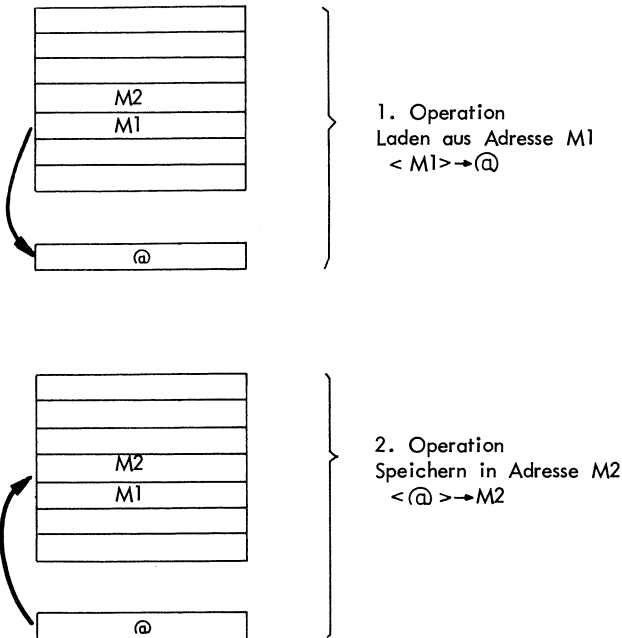 M2
M1
@
1. Operation
Laden aus Adresse M1
< M1>→@
M2
M1
@
2. Operation
Speichern in Adresse M2
<@ >→M2